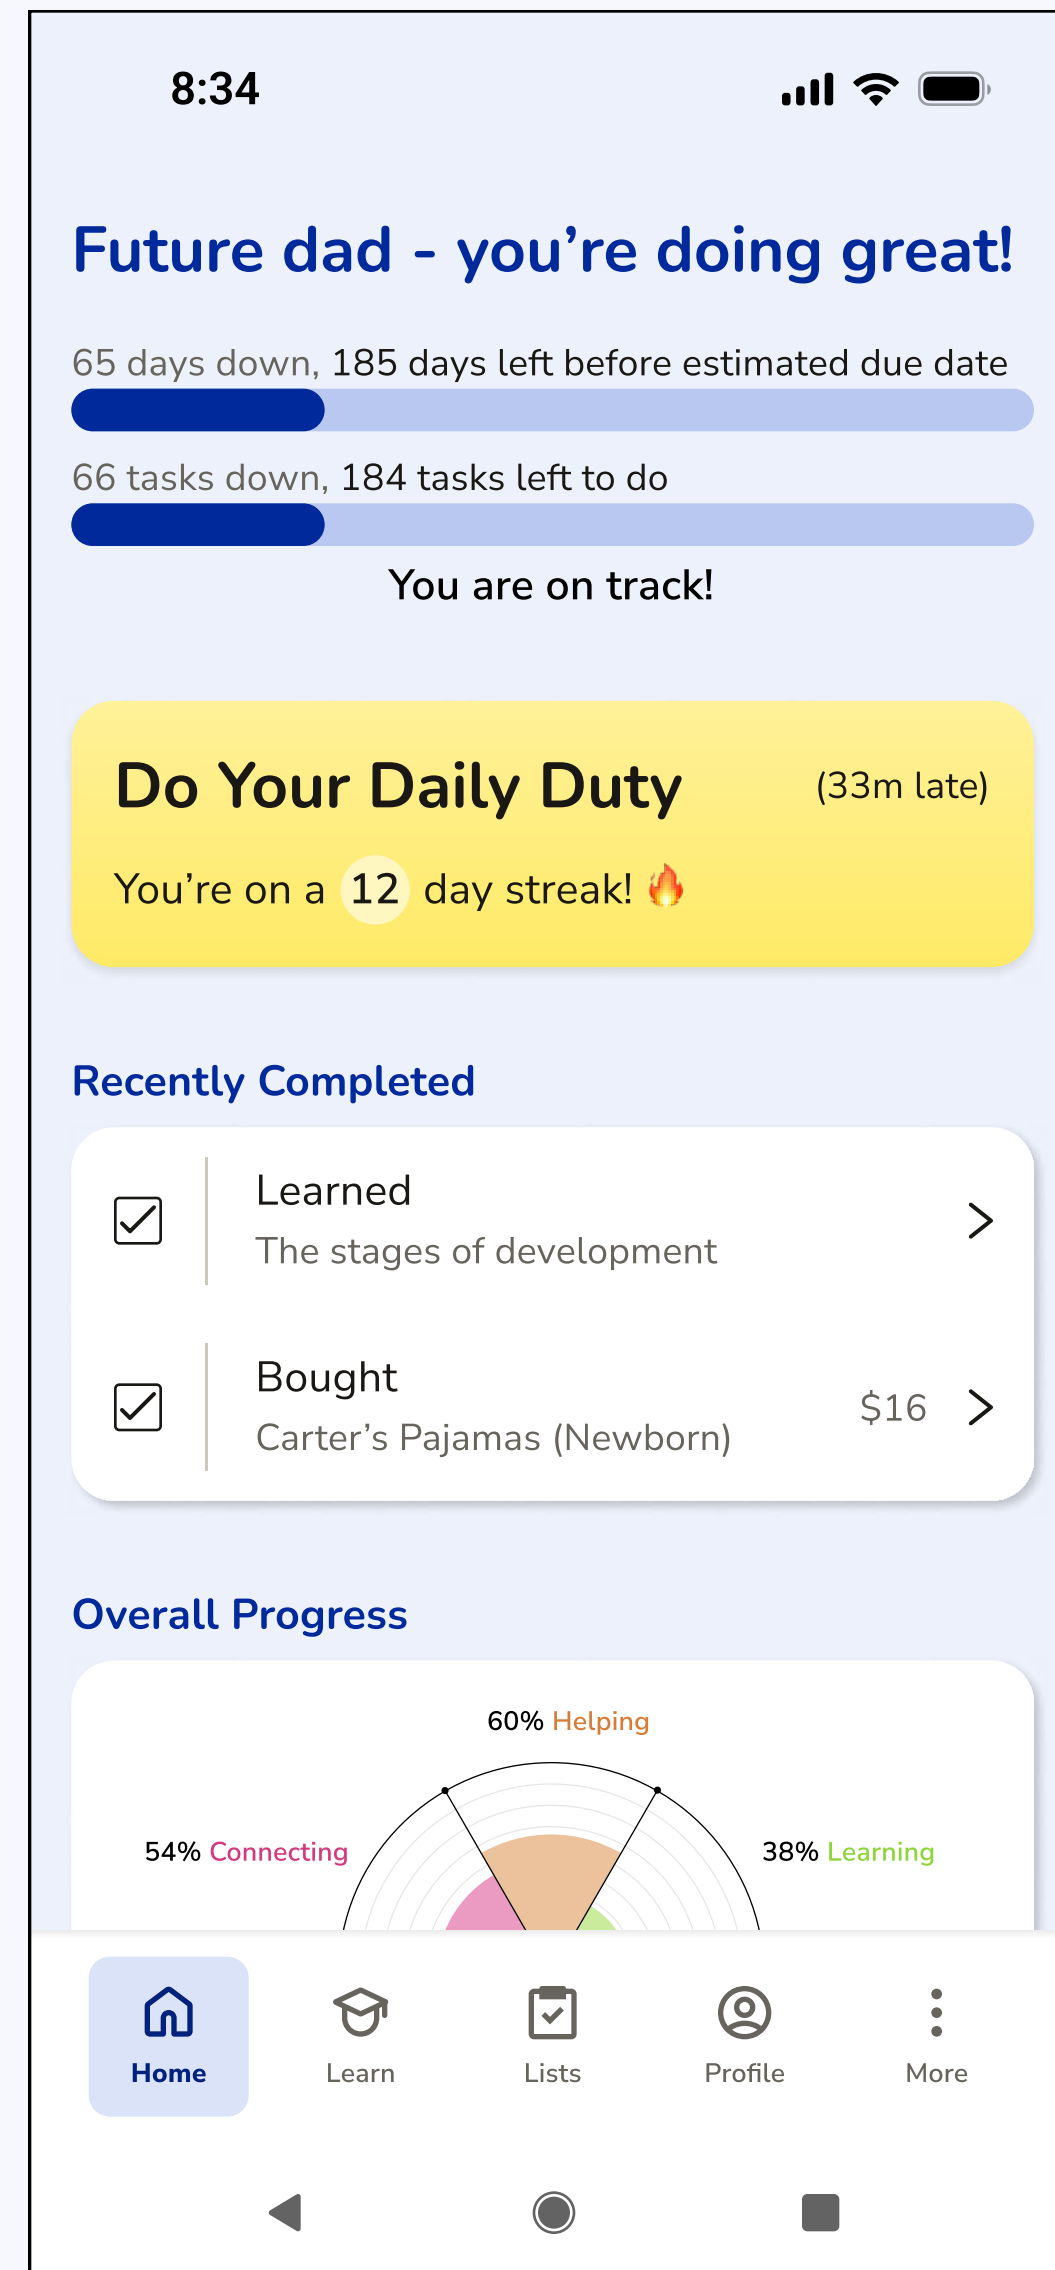 8:34
Future dad - you’re doing great!
65 days down, 185 days left before estimated due date
66 tasks down, 184 tasks left to do
You are on track!
Do Your Daily Duty (33m late)
You’re on a 12 day streak! 🔥
Recently Completed
Learned
The stages of development
Bought
Carter’s Pajamas (Newborn) $16
Overall Progress
60% Helping
54% Connecting 38% Learning
Home Learn Lists Profile More